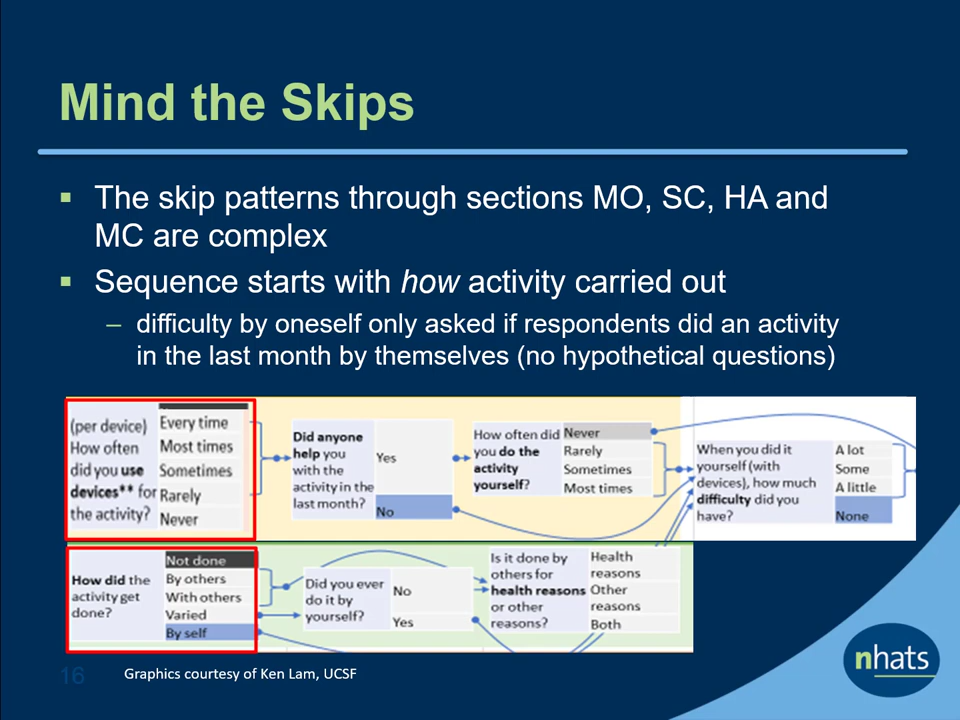 Mind the Skips
The skip patterns through sections MO, SC, HA and
MC are complex
Sequence starts with how activity carried out
– difficulty by oneself only asked if respondents did an activity
in the last month by themselves (no hypothetical questions)
(per device)
How often
did you use
devices** for
the activity?
Every time
Most times
Sometimes
Rarely
Never
Did anyone
help you
with the
activity in the
last month?
Yes
No
How often did
you do the
activity
yourself?
Never
Rarely
Sometimes
Most times
When you did it
yourself (with
devices), how much
difficulty did you
have?
A lot
Some
A little
None
How did the
activity get
done?
Not done
By others
With others
Varied
By self
Did you ever
do it by
yourself?
No
Yes
Is it done by
others for
health reasons
or other
reasons?
Health
reasons
Other
reasons
Both
16
Graphics courtesy of Ken Lam, UCSF
nhats